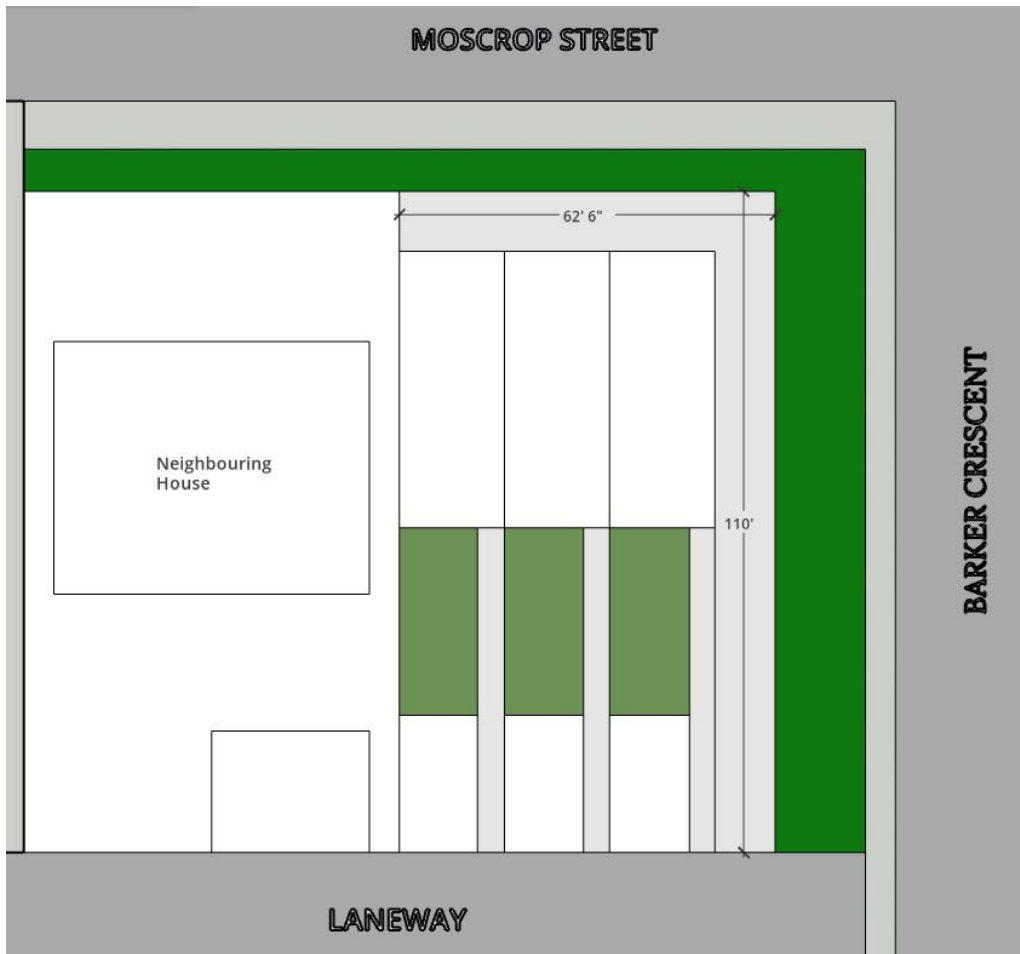 MOSCROP STREET
62' 6"
Neighbouring
House
110'
BARKER CRESCENT
LANEWAY